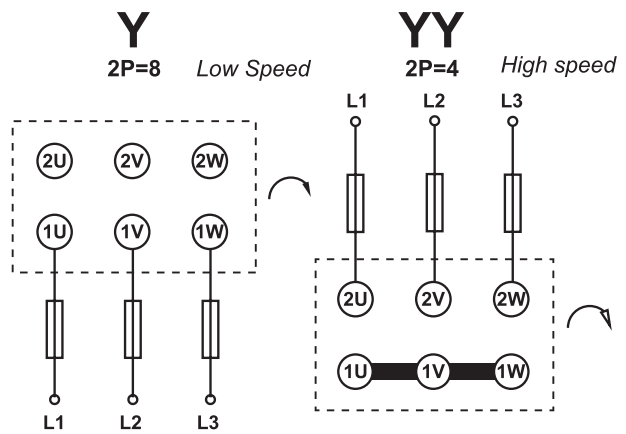 Y
2P=8 Low Speed
2U 2V 2W
1U 1V 1W
L1 L2 L3
YY
2P=4 High speed
L1 L2 L3
2U 2V 2W
1U 1V 1W